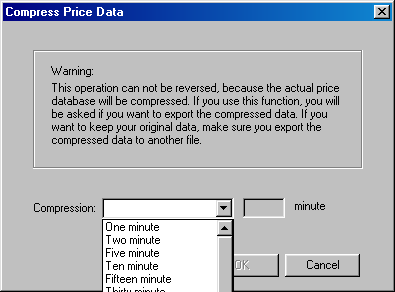 Compress Price Data
Warning:
This operation can not be reversed, because the actual price
database will be compressed. If you use this function, you will
be asked if you want to export the compressed data. If you
want to keep your original data, make sure you export the
compressed data to another file.
Compression: minute
One minute
Two minute
Five minute
Ten minute
Fifteen minute
Thirty minute
OK Cancel